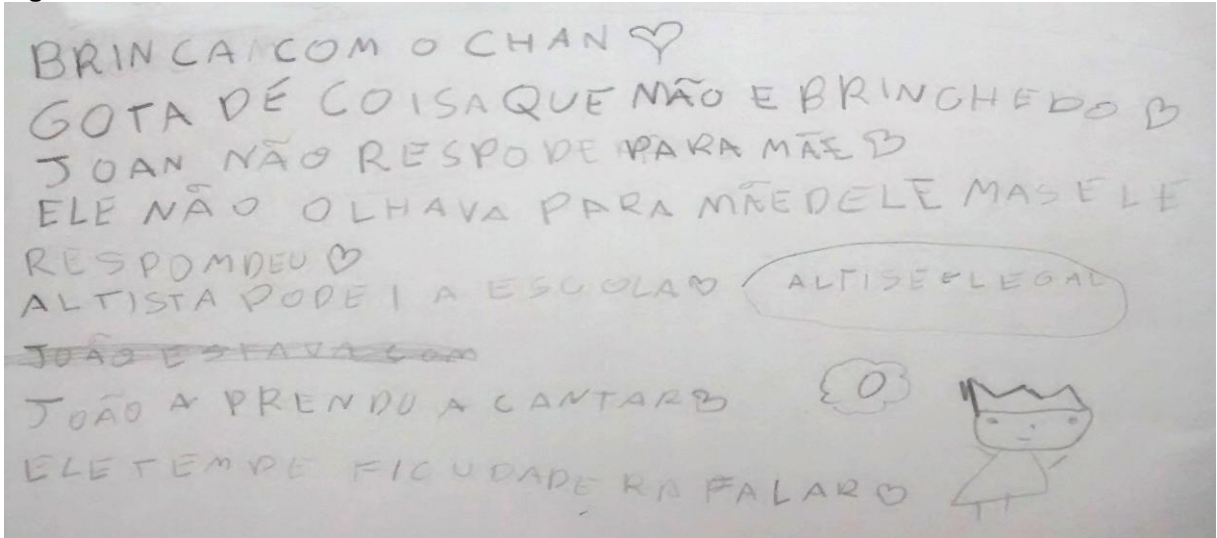 BRINCA COM O CHAN
GOTA DE COISA QUE NÃO E BRINCHEDO
JOAN NÃO RESPODE PARA MÃE
ELE NÃO OLHAVA PARA MÃE DELE MAS ELE
RESPOMDEU
ALTISTA PODE I A ESCOLA
ALTISE E LEGAL
JOÃO ESTAVA COM
JOÃO A PRENDU A CANTAR
ELE TEM DE FICUDADE RA FALAR